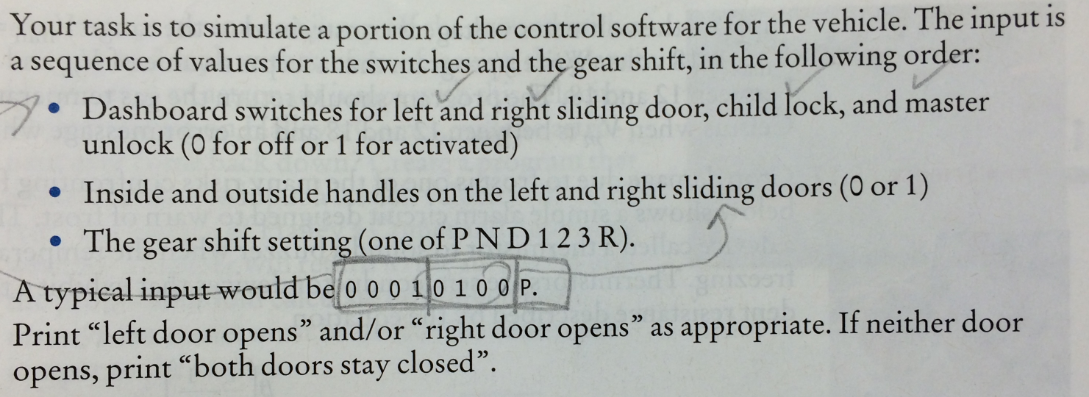 Your task is to simulate a portion of the control software for the vehicle. The input is
a sequence of values for the switches and the gear shift, in the following order:
• Dashboard switches for left and right sliding door, child lock, and master
unlock (0 for off or 1 for activated)
• Inside and outside handles on the left and right sliding doors (0 or 1)
• The gear shift setting (one of P N D 1 2 3 R).
A typical input would be 0 0 0 1 0 1 0 0 P.
Print “left door opens” and/or “right door opens” as appropriate. If neither door
opens, print “both doors stay closed”.